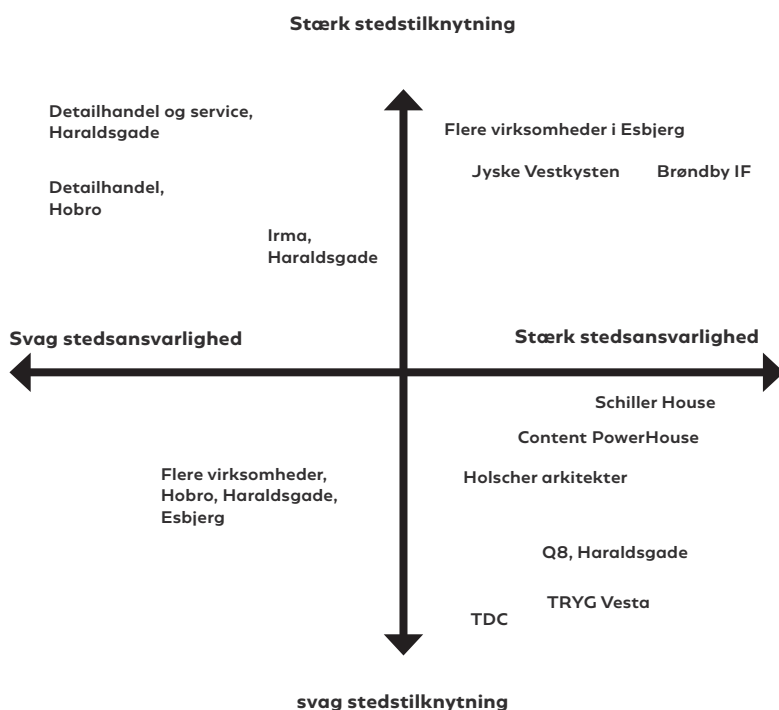 Stærk stedstilknytning
Detailhandel og service,
Haraldsgade
Flere virksomheder i Esbjerg
Jyske Vestkysten
Brøndby IF
Detailhandel,
Hobro
Irma,
Haraldsgade
Svag stedsansvarlighed
Stærk stedsansvarlighed
Schiller House
Content PowerHouse
Flere virksomheder,
Hobro, Haraldsgade,
Esbjerg
Holscher arkitekter
Q8, Haraldsgade
TRYG Vesta
TDC
svag stedstilknytning